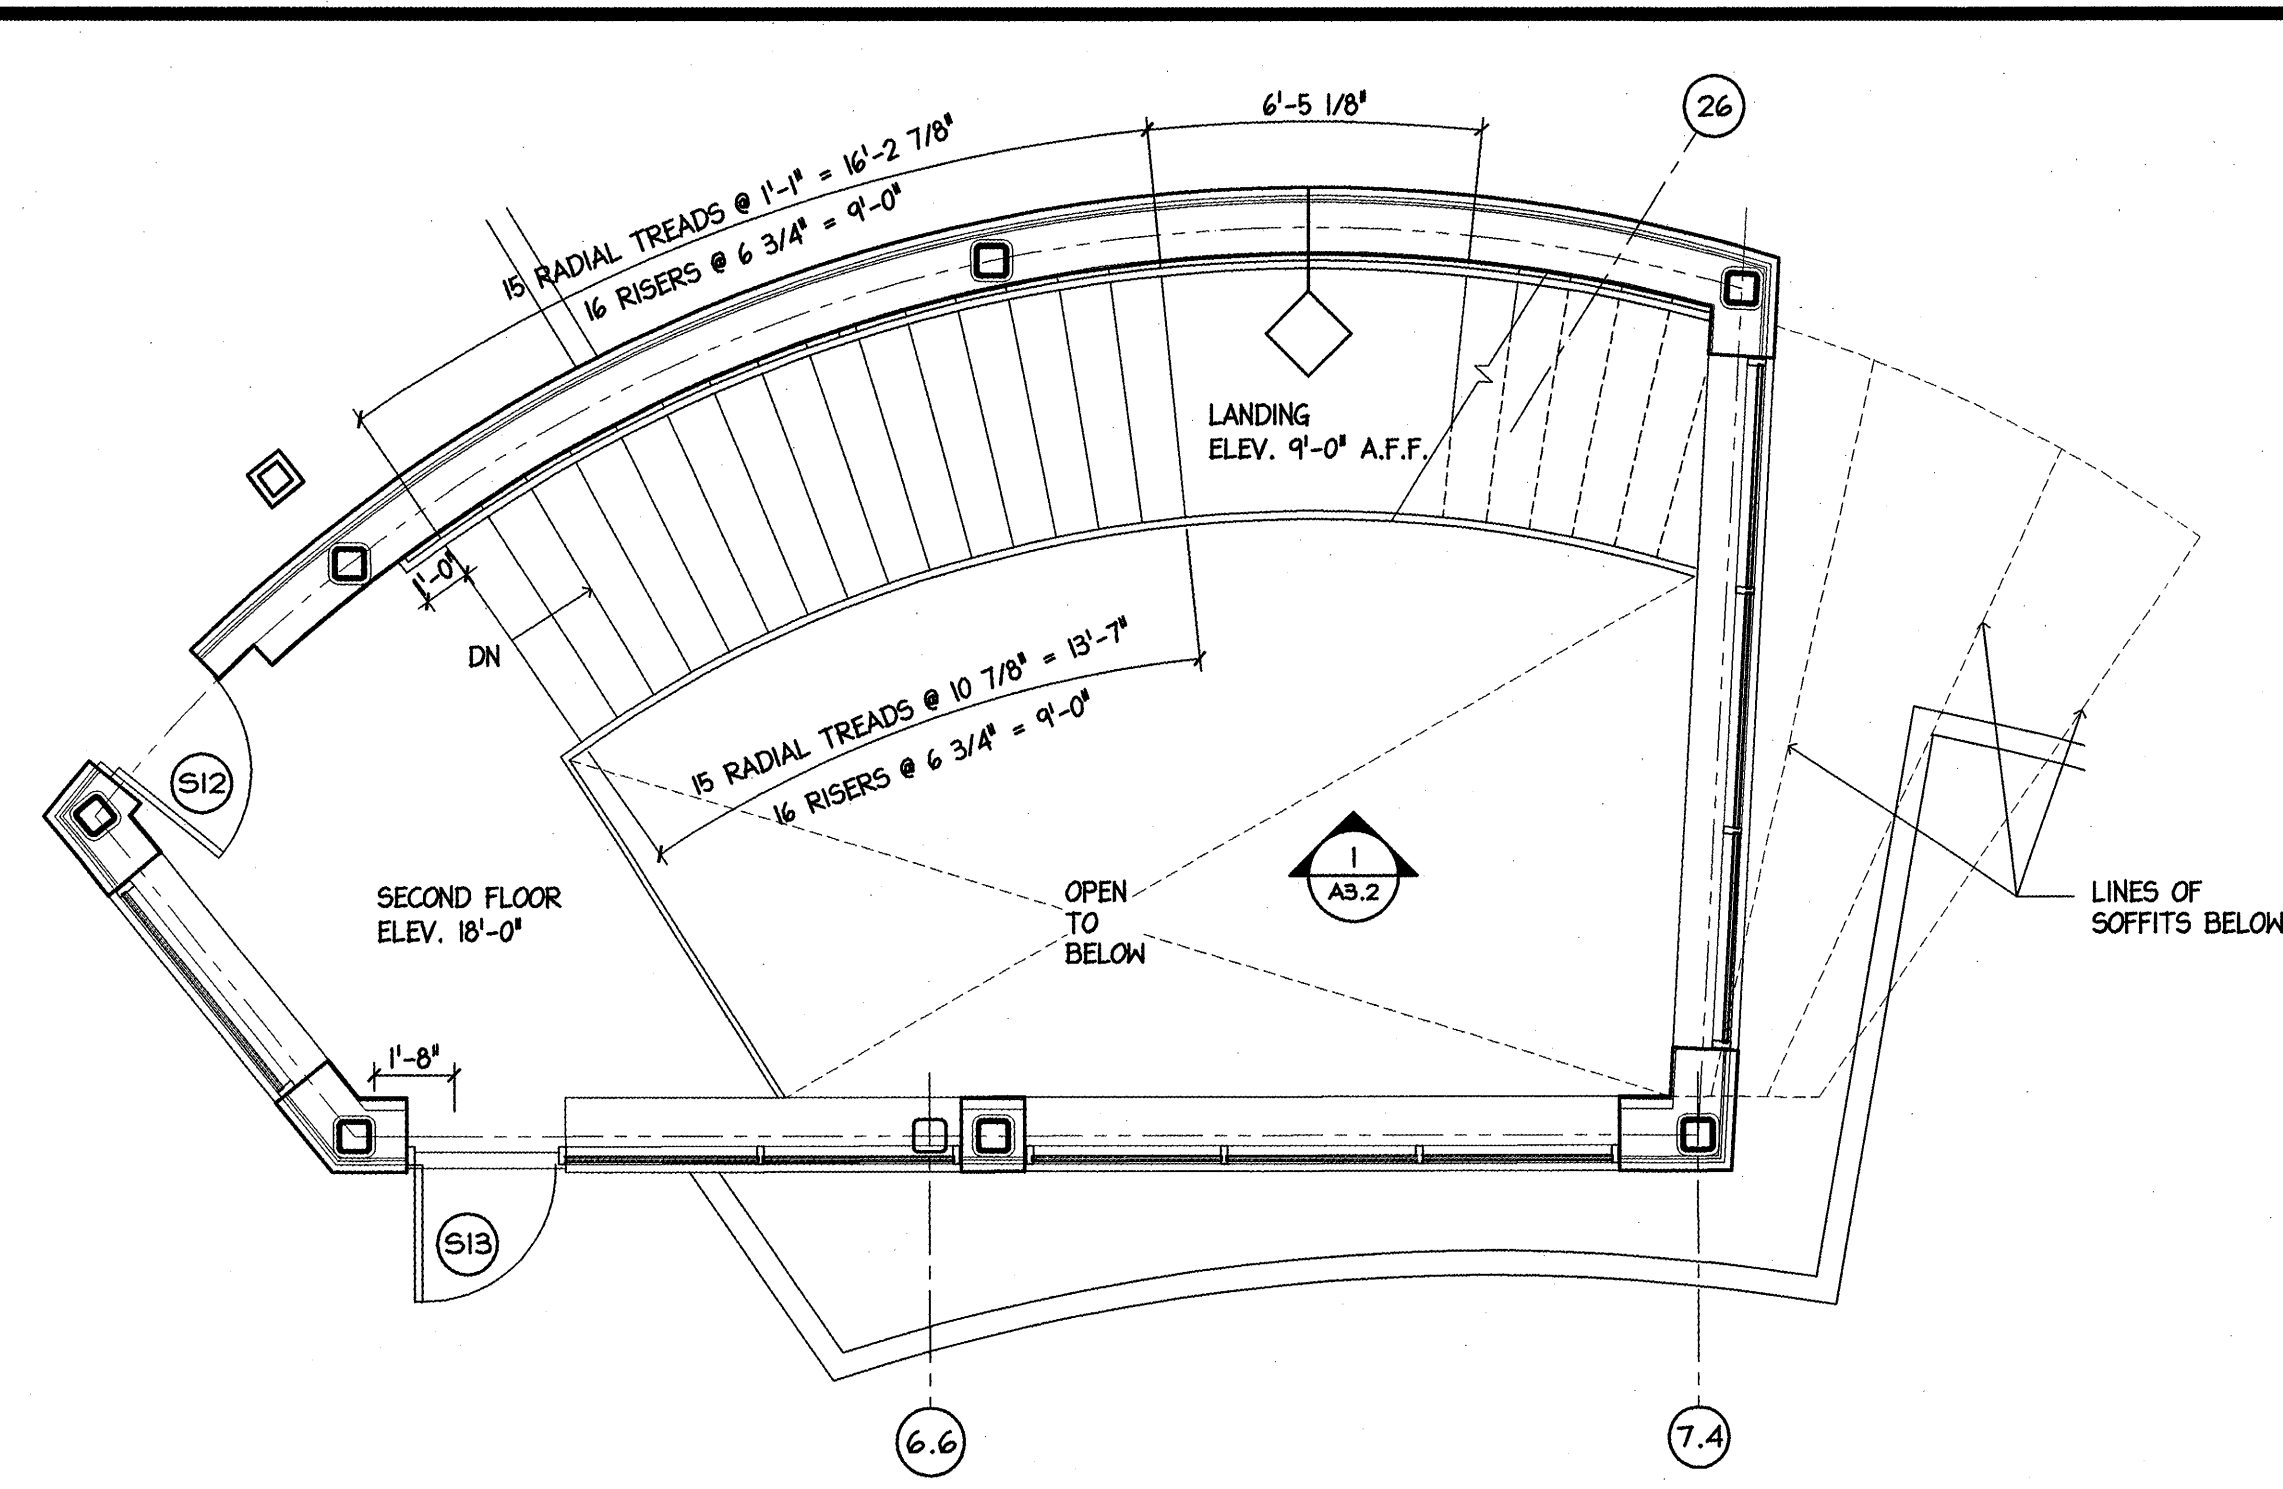 6'-5 1/8"
26
15 RADIAL TREADS @ 1'-1" = 16'-2 7/8"
16 RISERS @ 6 3/4" = 9'-0"
LANDING
ELEV. 9'-0" A.F.F.
1'-0"
DN
15 RADIAL TREADS @ 10 7/8" = 13'-7"
16 RISERS @ 6 3/4" = 9'-0"
S12
SECOND FLOOR
ELEV. 18'-0"
OPEN
TO
BELOW
1
A3.2
LINES OF
SOFFITS BELOW
1'-8"
S13
6.6
7.4